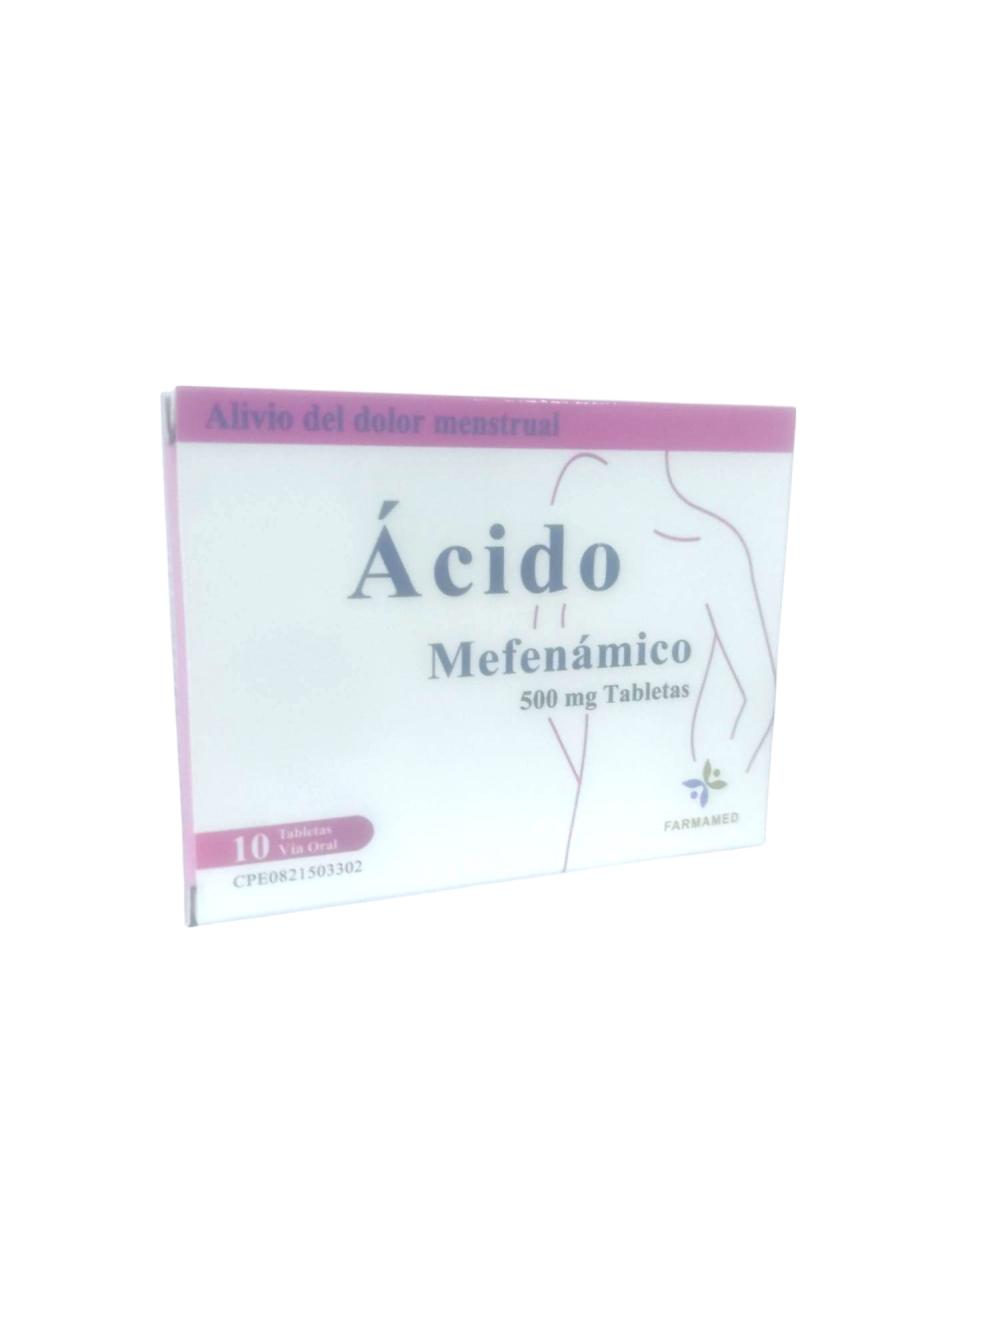 Alivio del dolor menstrual
Ácido
Mefenámico
500 mg Tabletas
10 Tabletas
Vía Oral
CPE0821503302
FARMAMED